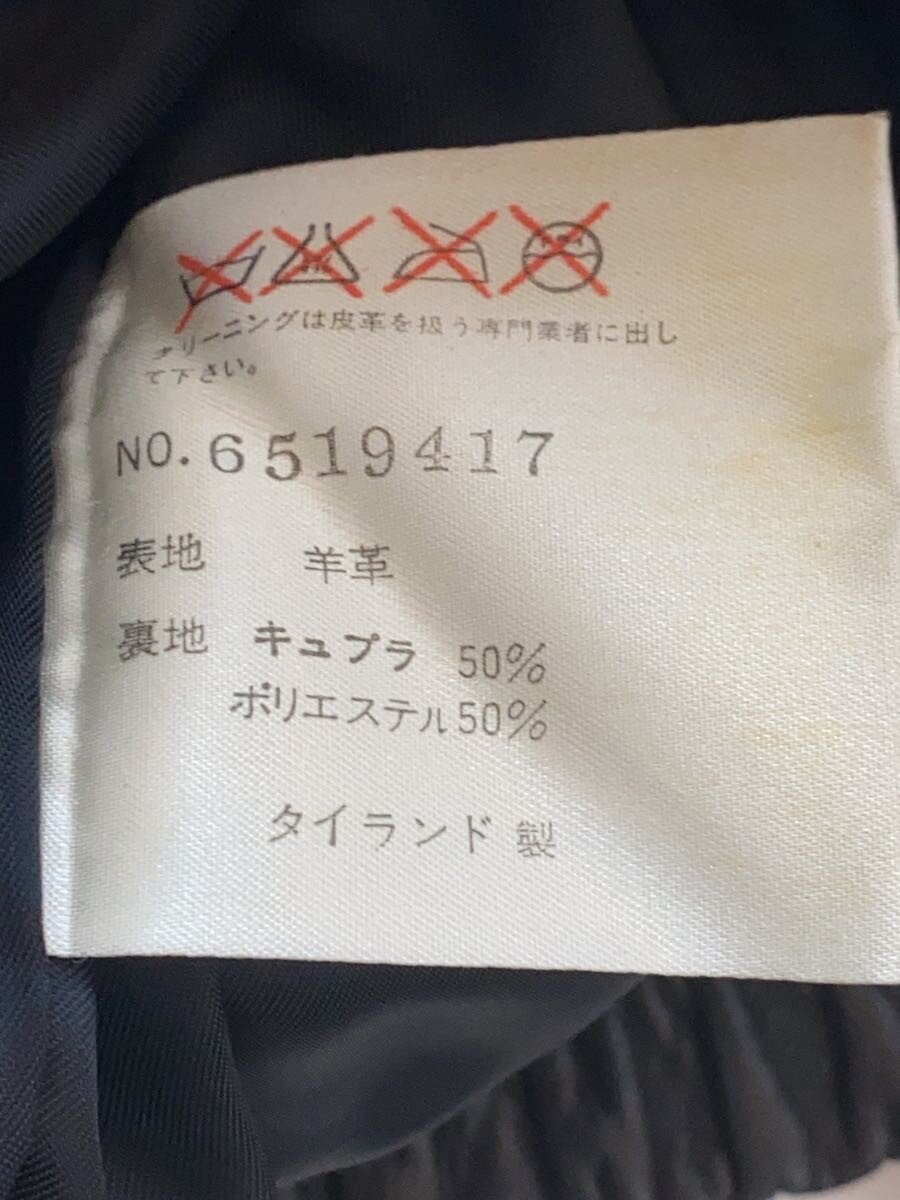 クリーニングは皮革を扱う専門業者に出し
て下さい。
NO.6519417
表地 羊革
裏地 キュプラ 50%
ポリエステル50%
タイランド製